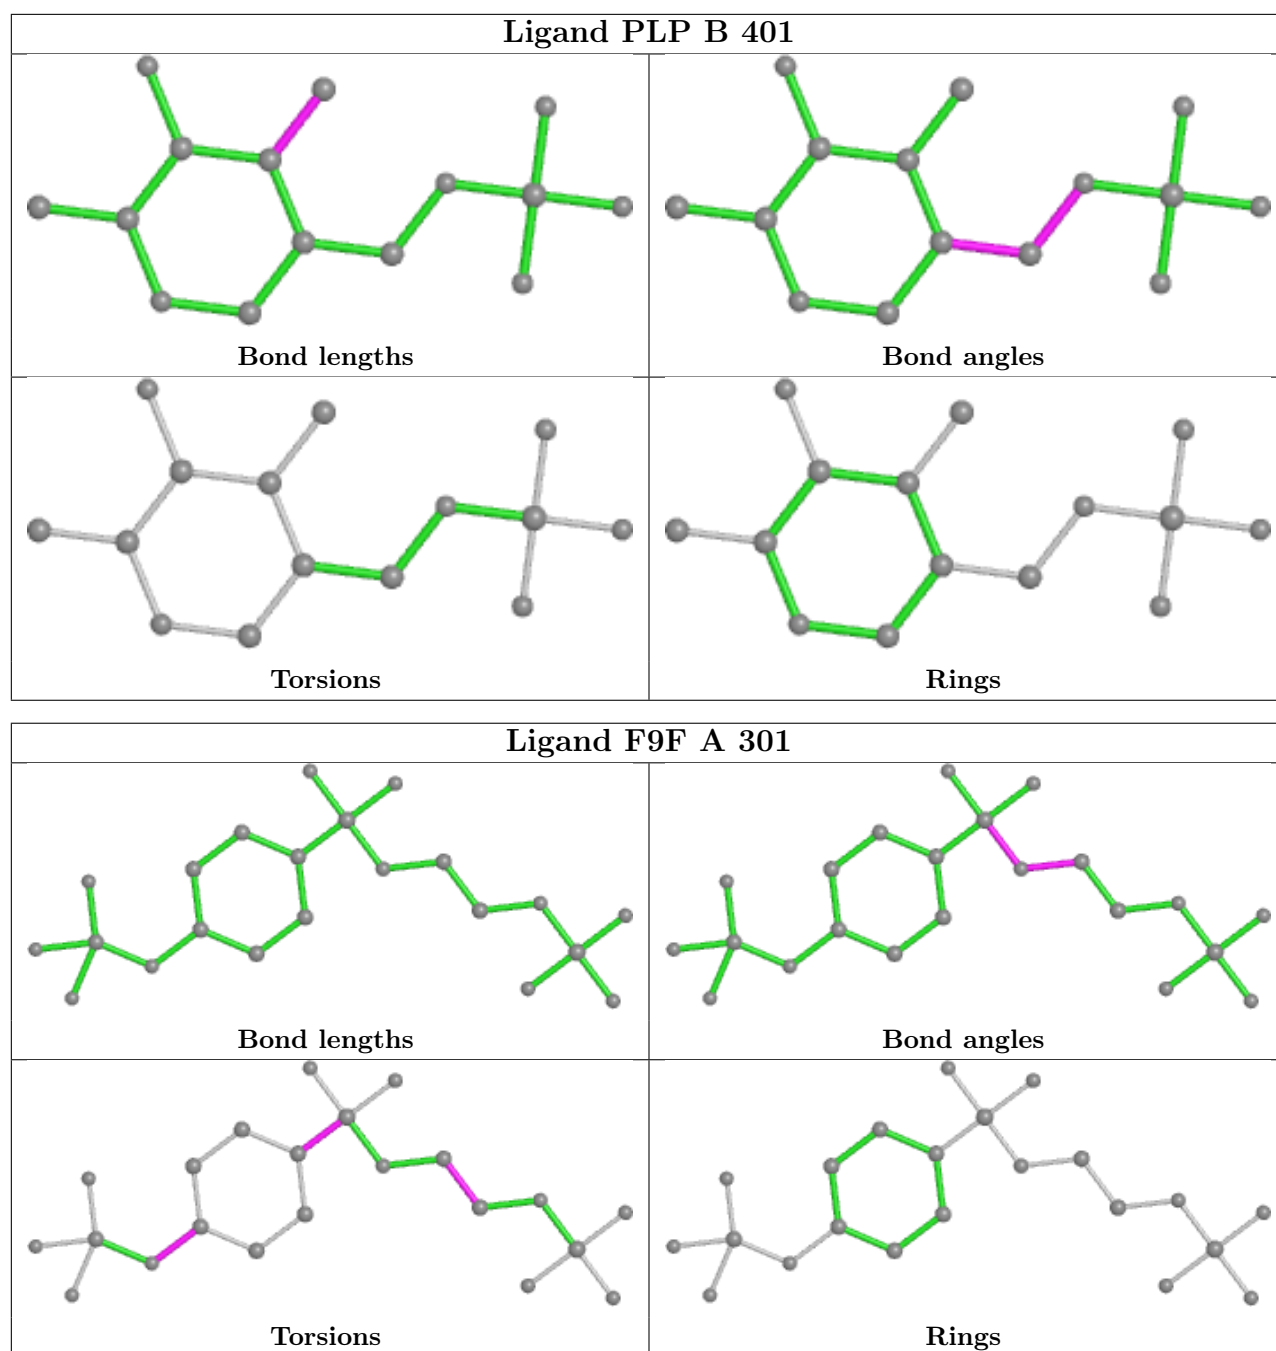 Ligand PLP B 401
Bond lengths
Bond angles
Torsions
Rings
Ligand F9F A 301
Bond lengths
Bond angles
Torsions
Rings